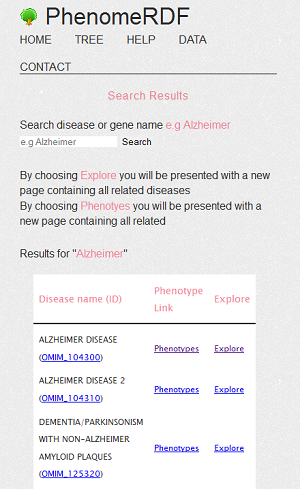 PhenomeRDF
HOME TREE HELP DATA
CONTACT
Search Results
Search disease or gene name e.g Alzheimer
e.g Alzheimer Search
By choosing Explore you will be presented with a new
page containing all related diseases
By choosing Phenotyes you will be presented with a
new page containing all related
Results for "Alzheimer"
Disease name (ID) Phenotype Link Explore
ALZHEIMER DISEASE
(OMIM_104300) Phenotypes Explore
ALZHEIMER DISEASE 2
(OMIM_104310) Phenotypes Explore
DEMENTIA/PARKINSONISM
WITH NON-ALZHEIMER Phenotypes Explore
AMYLOID PLAQUES
(OMIM_125320)